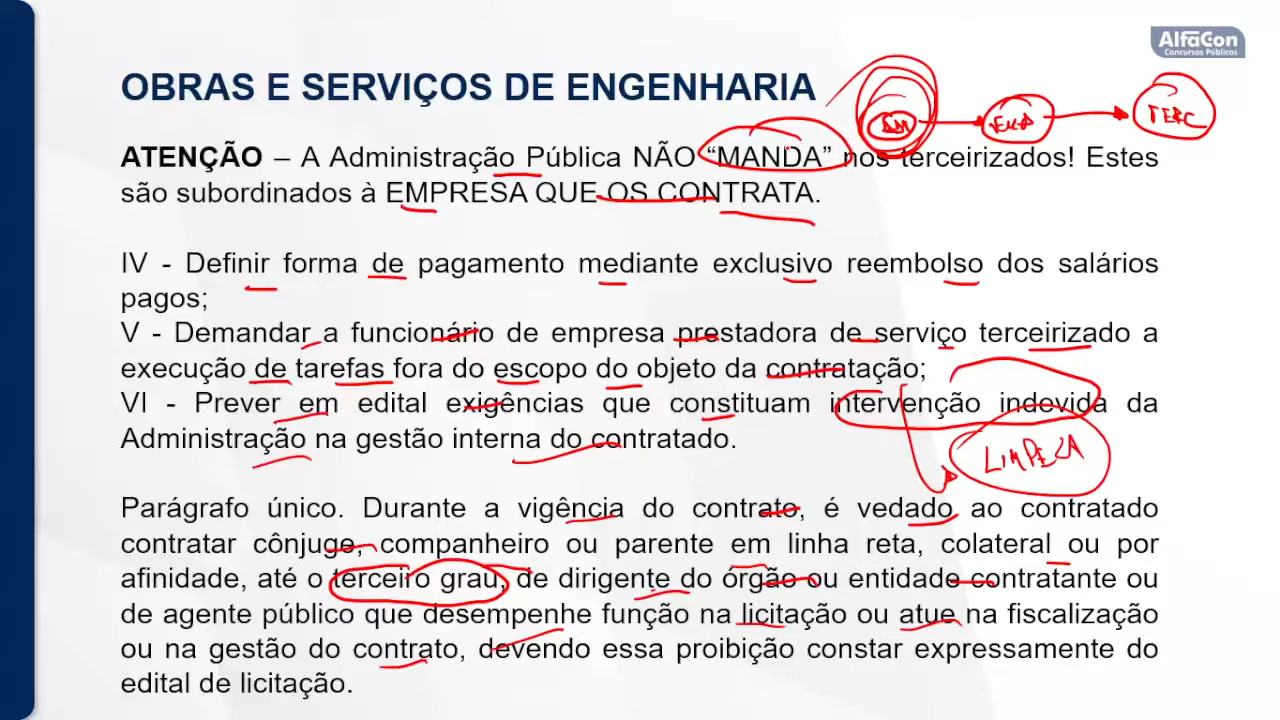 AlfaCon
Concursos Públicos
OBRAS E SERVIÇOS DE ENGENHARIA
ADM EMP TERC
ATENÇÃO – A Administração Pública NÃO “MANDA” nos terceirizados! Estes
são subordinados à EMPRESA QUE OS CONTRATA.
IV - Definir forma de pagamento mediante exclusivo reembolso dos salários
pagos;
V - Demandar a funcionário de empresa prestadora de serviço terceirizado a
execução de tarefas fora do escopo do objeto da contratação;
VI - Prever em edital exigências que constituam intervenção indevida da
Administração na gestão interna do contratado.
LIMPEZA
Parágrafo único. Durante a vigência do contrato, é vedado ao contratado
contratar cônjuge, companheiro ou parente em linha reta, colateral ou por
afinidade, até o terceiro grau, de dirigente do órgão ou entidade contratante ou
de agente público que desempenhe função na licitação ou atue na fiscalização
ou na gestão do contrato, devendo essa proibição constar expressamente do
edital de licitação.